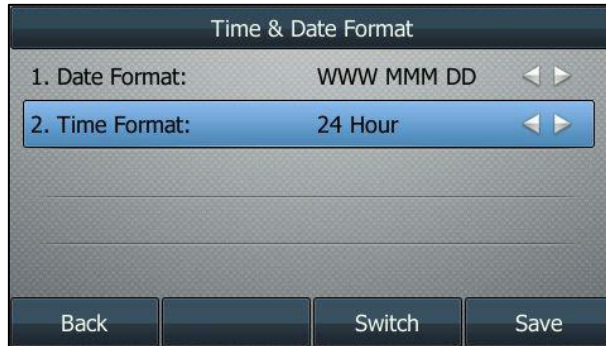 Time & Date Format
1. Date Format: WWW MMM DD
2. Time Format: 24 Hour
Back Switch Save